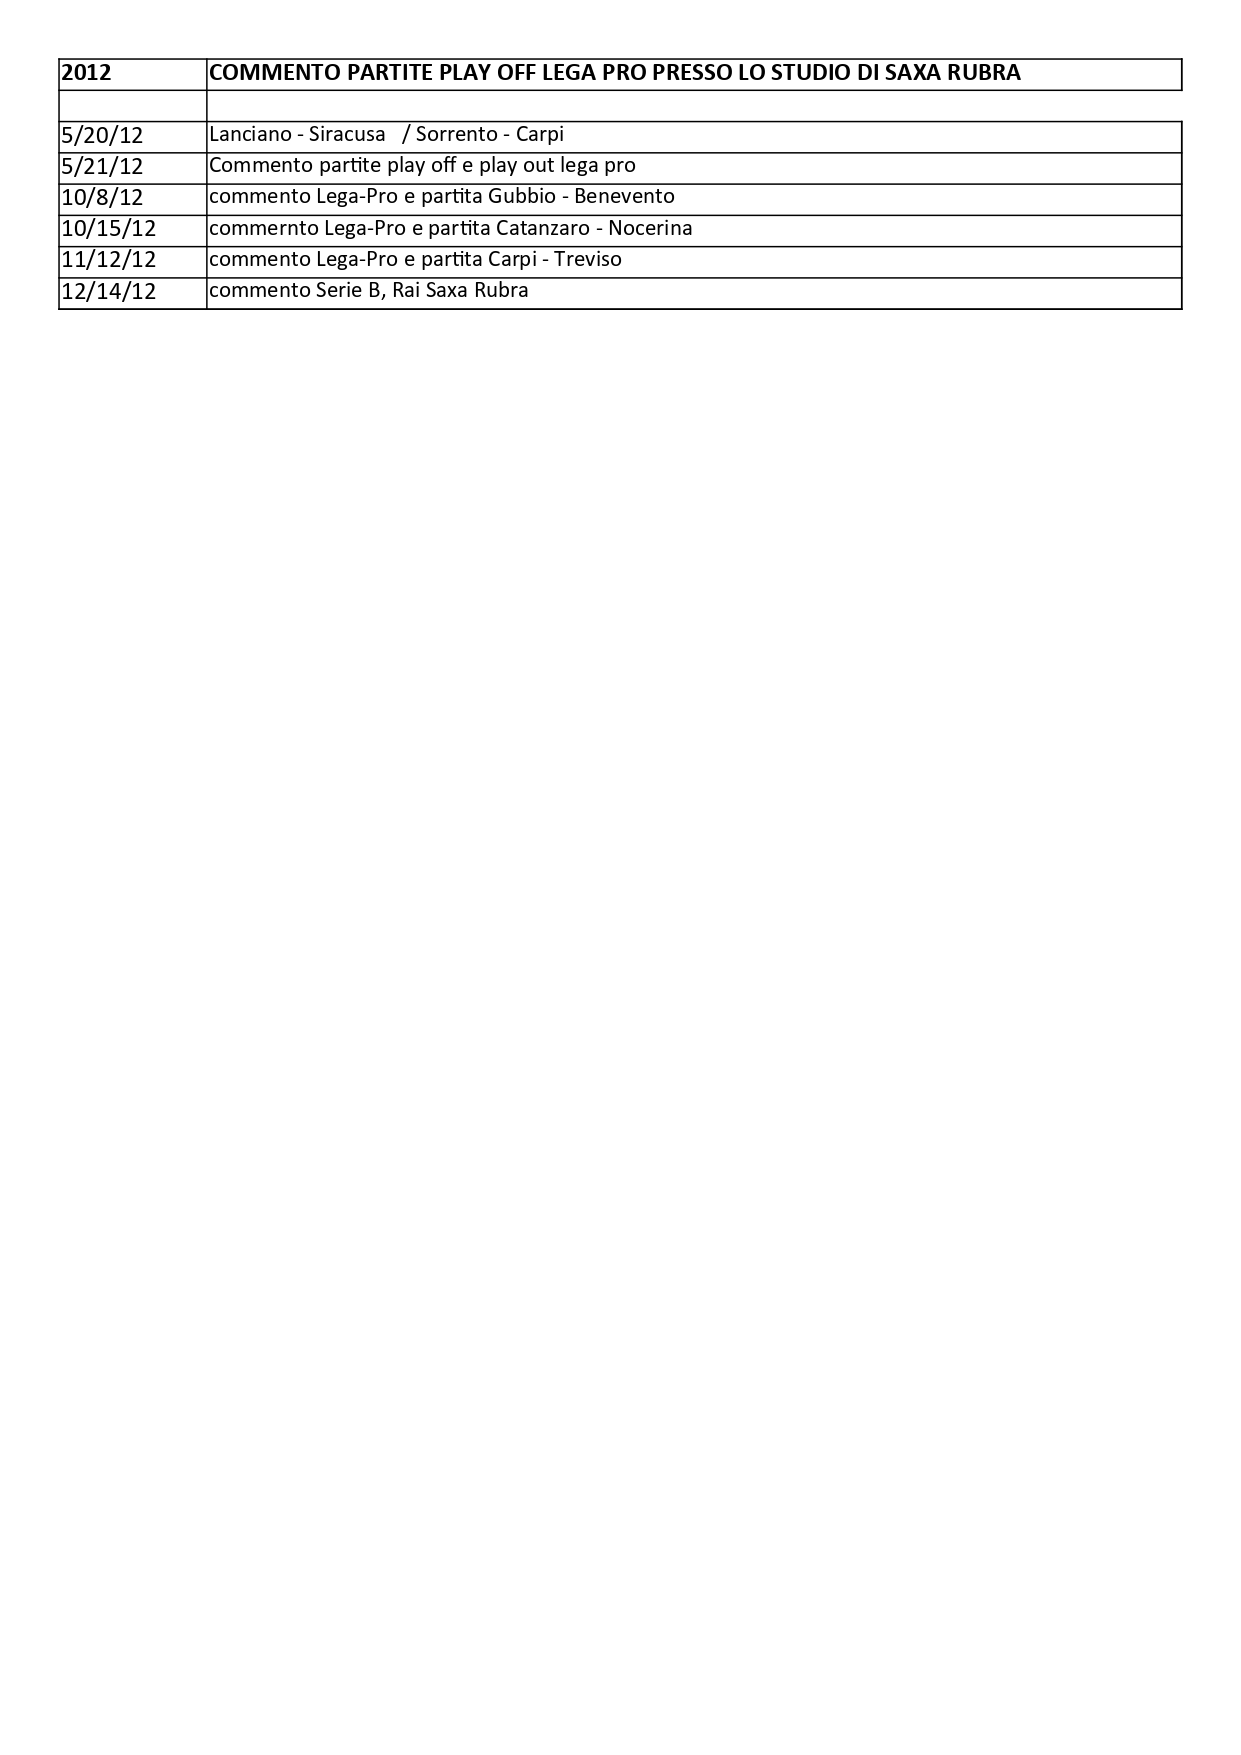 2012 COMMENTO PARTITE PLAY OFF LEGA PRO PRESSO LO STUDIO DI SAXA RUBRA
5/20/12 Lanciano - Siracusa / Sorrento - Carpi
5/21/12 Commento partite play off e play out lega pro
10/8/12 commento Lega-Pro e partita Gubbio - Benevento
10/15/12 commernto Lega-Pro e partita Catanzaro - Nocerina
11/12/12 commento Lega-Pro e partita Carpi - Treviso
12/14/12 commento Serie B, Rai Saxa Rubra